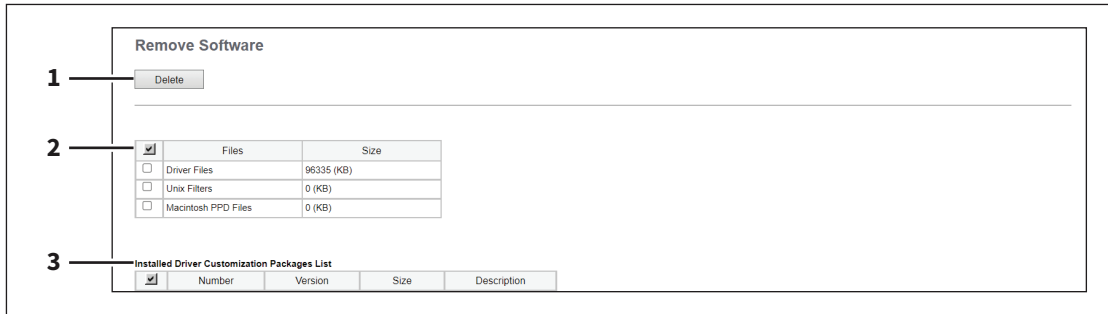 Remove Software
1 Delete
2 Files Size
Driver Files 96335 (KB)
Unix Filters 0 (KB)
Macintosh PPD Files 0 (KB)
3 Installed Driver Customization Packages List
Number Version Size Description